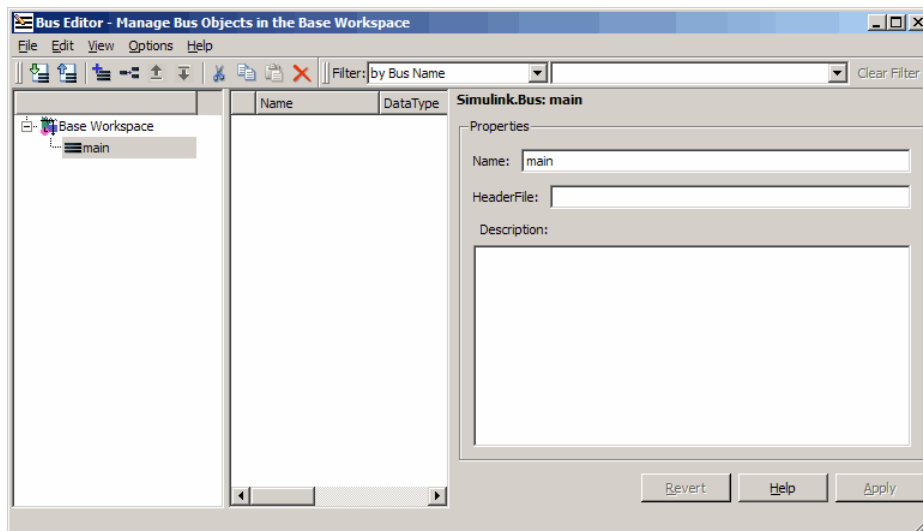 Bus Editor - Manage Bus Objects in the Base Workspace
File Edit View Options Help
Filter: by Bus Name Clear Filter
Name DataType
Simulink.Bus: main
Base Workspace
main
Properties
Name: main
HeaderFile:
Description:
Revert Help Apply